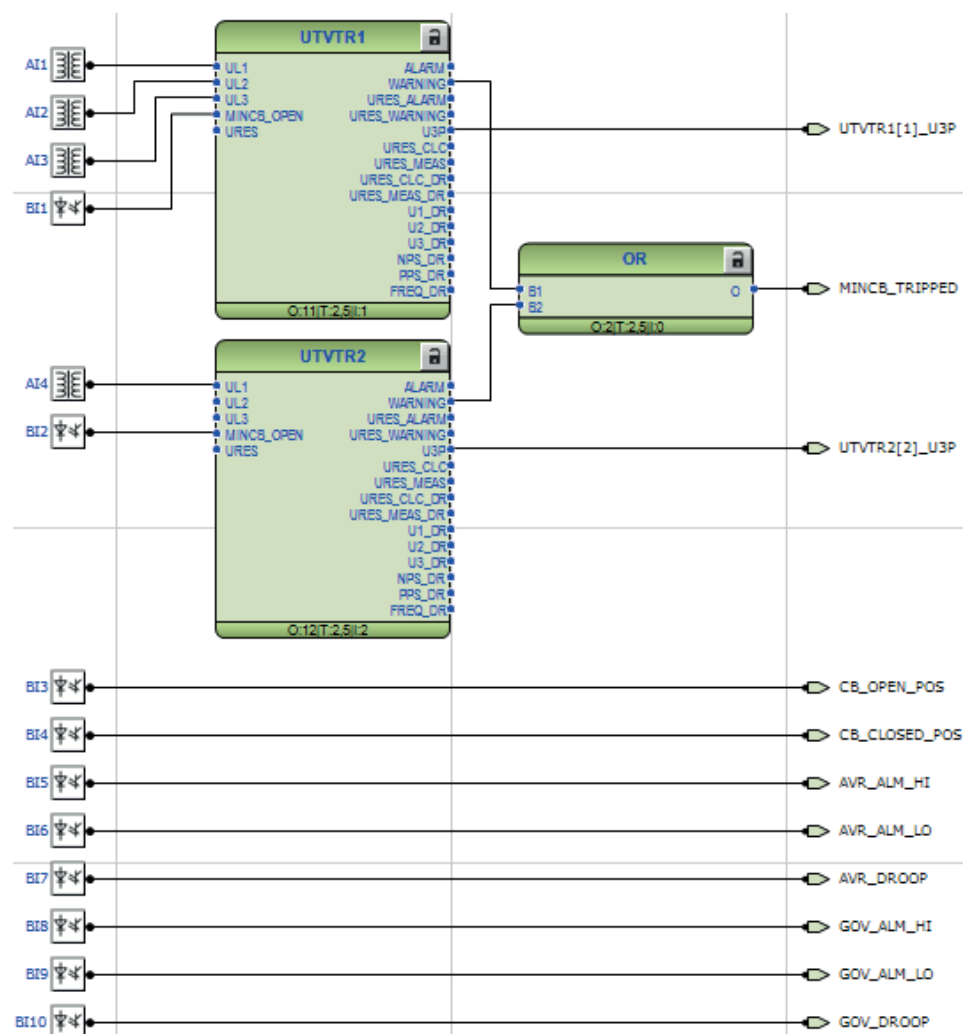 UTVTR1
AI1
UL1
ALARM
UL2
WARNING
AI2
UL3
URES_ALARM
MINCB_OPEN
URES_WARNING
URES
U3P
UTVTR1[1]_U3P
AI3
URES_CLC
URES_MEAS
URES_CLC_DR
URES_MEAS_DR
BI1
U1_DR
U2_DR
U3_DR
NPS_DR
PPS_DR
FREQ_DR
O:11|T:2,5|I:1
OR
B1
O
MINCB_TRIPPED
B2
O:2|T:2,5|I:0
UTVTR2
AI4
UL1
ALARM
UL2
WARNING
UL3
URES_ALARM
BI2
MINCB_OPEN
URES_WARNING
URES
U3P
UTVTR2[2]_U3P
URES_CLC
URES_MEAS
URES_CLC_DR
URES_MEAS_DR
U1_DR
U2_DR
U3_DR
NPS_DR
PPS_DR
FREQ_DR
O:12|T:2,5|I:2
BI3
CB_OPEN_POS
BI4
CB_CLOSED_POS
BI5
AVR_ALM_HI
BI6
AVR_ALM_LO
BI7
AVR_DROOP
BI8
GOV_ALM_HI
BI9
GOV_ALM_LO
BI10
GOV_DROOP